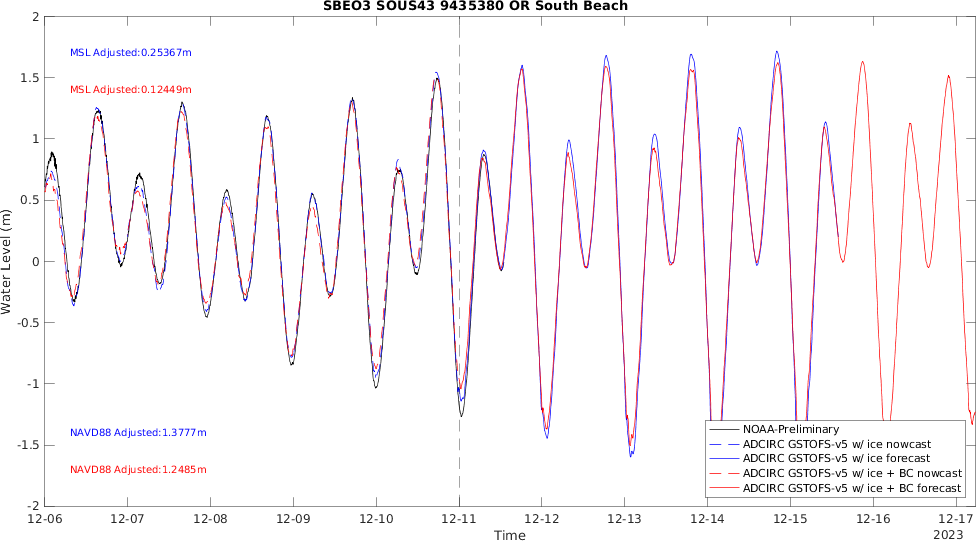 SBEO3 SOUS43 9435380 OR South Beach
2
MSL Adjusted:0.25367m
1.5
MSL Adjusted:0.12449m
1
0.5
0
Water Level (m)
-0.5
-1
NAVD88 Adjusted:1.3777m
-1.5
NAVD88 Adjusted:1.2485m
-2
NOAA-Preliminary
ADCIRC GSTOFS-v5 w/ ice nowcast
ADCIRC GSTOFS-v5 w/ ice forecast
ADCIRC GSTOFS-v5 w/ ice + BC nowcast
ADCIRC GSTOFS-v5 w/ ice + BC forecast
12-06 12-07 12-08 12-09 12-10 12-11 12-12 12-13 12-14 12-15 12-16 12-17
Time
2023